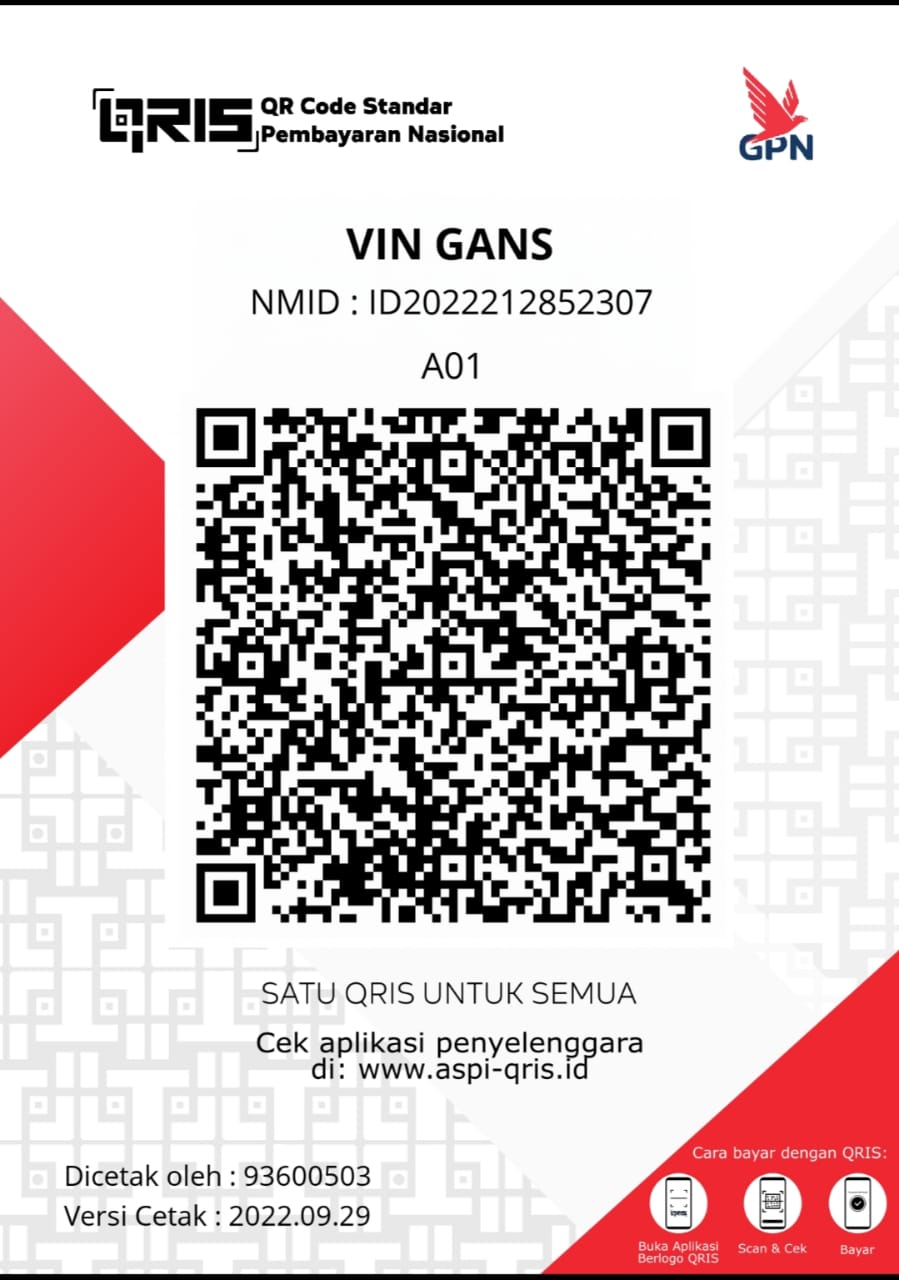 QRIS QR Code Standar
Pembayaran Nasional
GPN
VIN GANS
NMID : ID2022212852307
A01
SATU QRIS UNTUK SEMUA
Cek aplikasi penyelenggara
di: www.aspi-qris.id
Dicetak oleh : 93600503
Versi Cetak : 2022.09.29
Cara bayar dengan QRIS:
Buka Aplikasi
Berlogo QRIS
Scan & Cek
Bayar